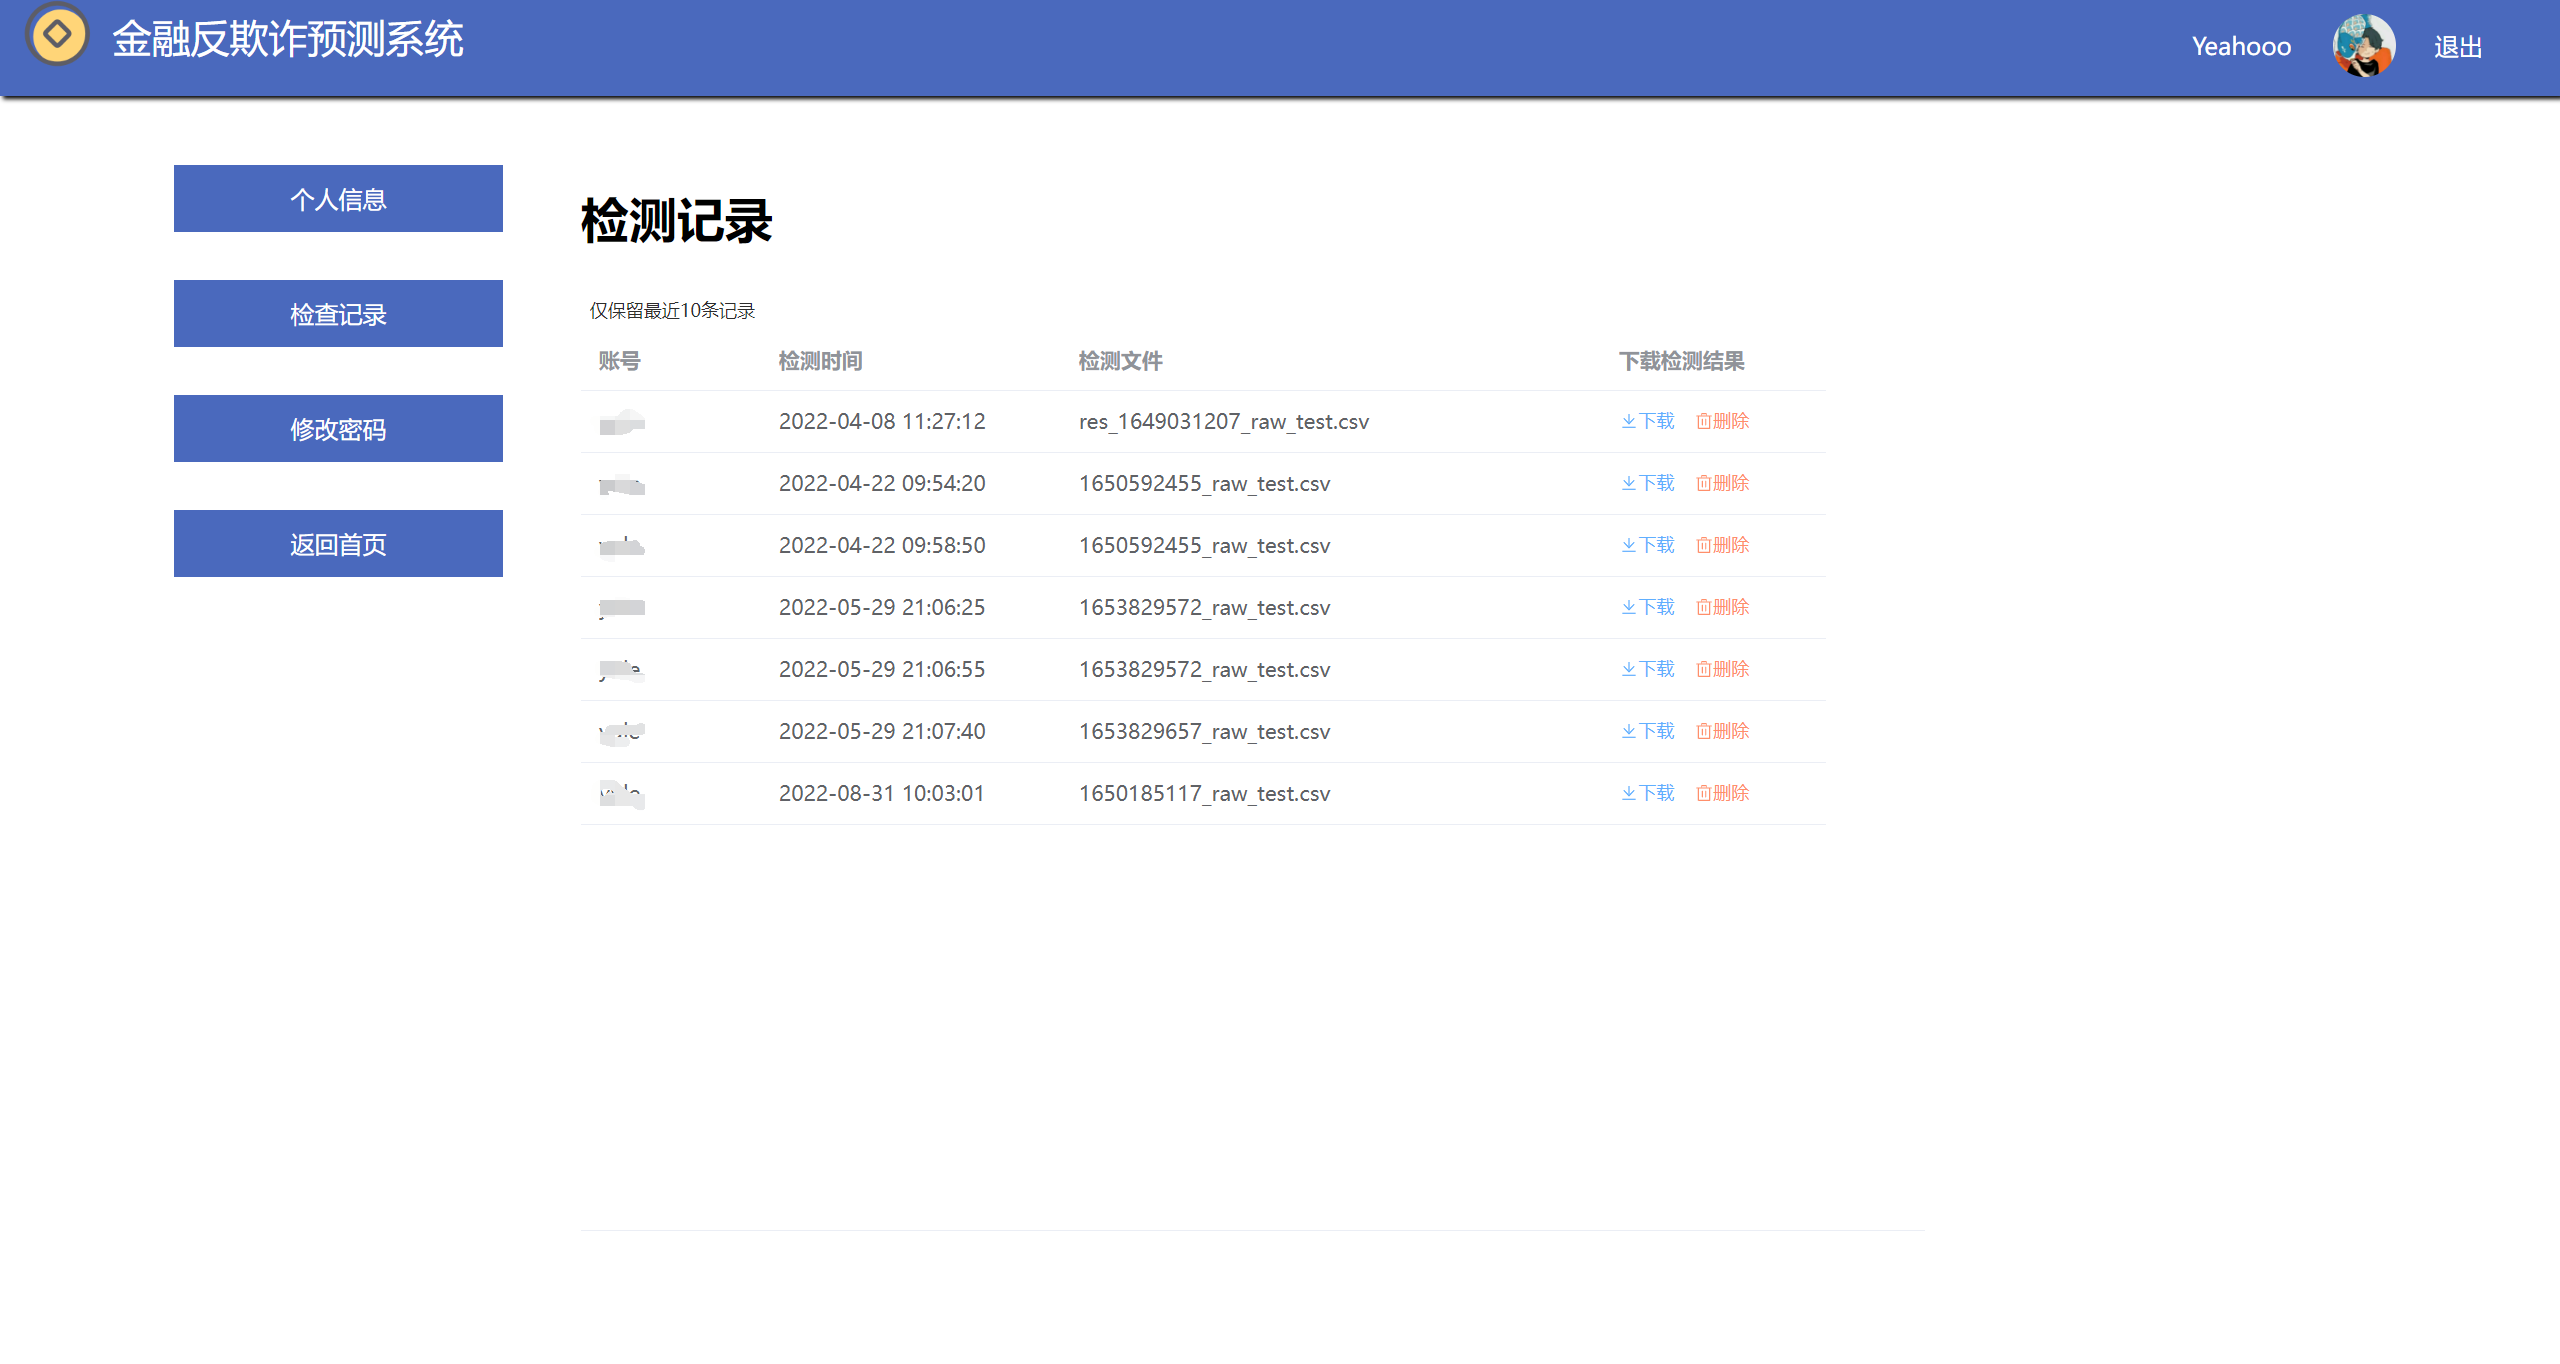 金融反欺诈预测系统
Yeahooo 退出
个人信息
检查记录
修改密码
返回首页
检测记录
仅保留最近10条记录
账号 检测时间 检测文件 下载检测结果
2022-04-08 11:27:12 res_1649031207_raw_test.csv 下载 删除
2022-04-22 09:54:20 1650592455_raw_test.csv 下载 删除
2022-04-22 09:58:50 1650592455_raw_test.csv 下载 删除
2022-05-29 21:06:25 1653829572_raw_test.csv 下载 删除
2022-05-29 21:06:55 1653829572_raw_test.csv 下载 删除
2022-05-29 21:07:40 1653829657_raw_test.csv 下载 删除
2022-08-31 10:03:01 1650185117_raw_test.csv 下载 删除